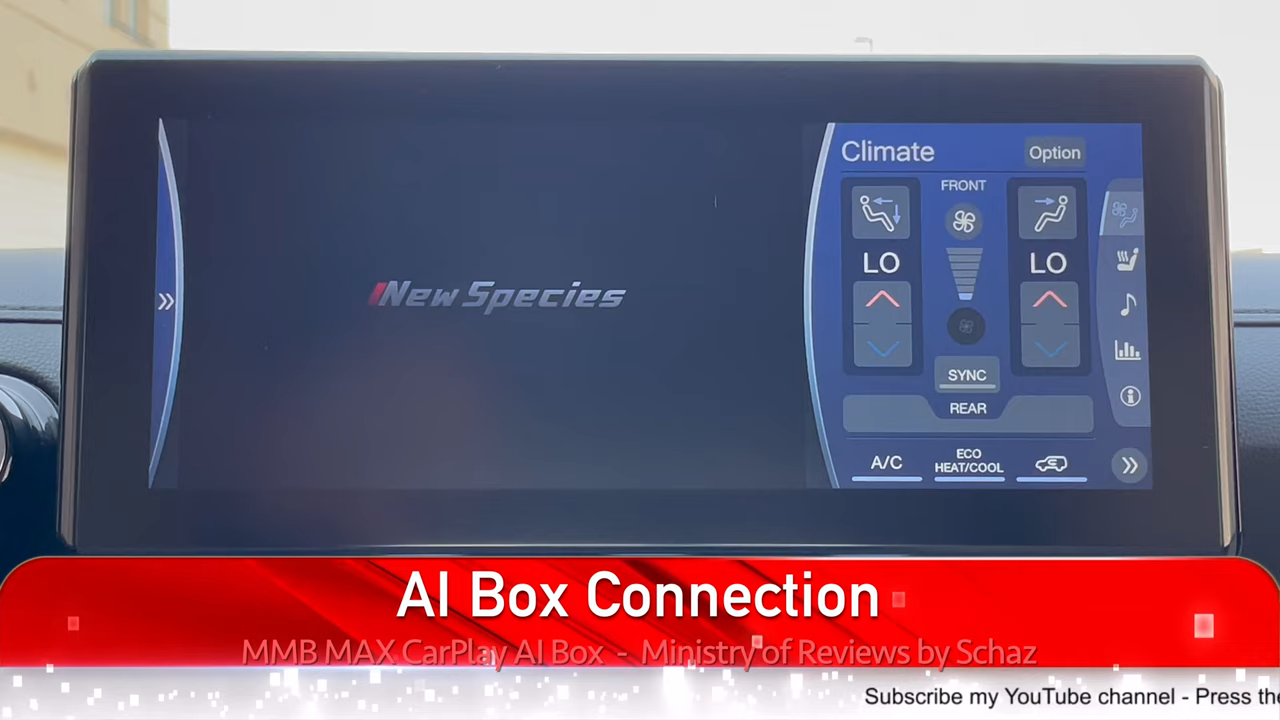 New Species
Climate
Option
FRONT
LO
LO
SYNC
REAR
A/C
ECO
HEAT/COOL
AI Box Connection
MMB MAX CarPlay AI Box - Ministry of Reviews by Schaz
Subscribe my YouTube channel - Press the